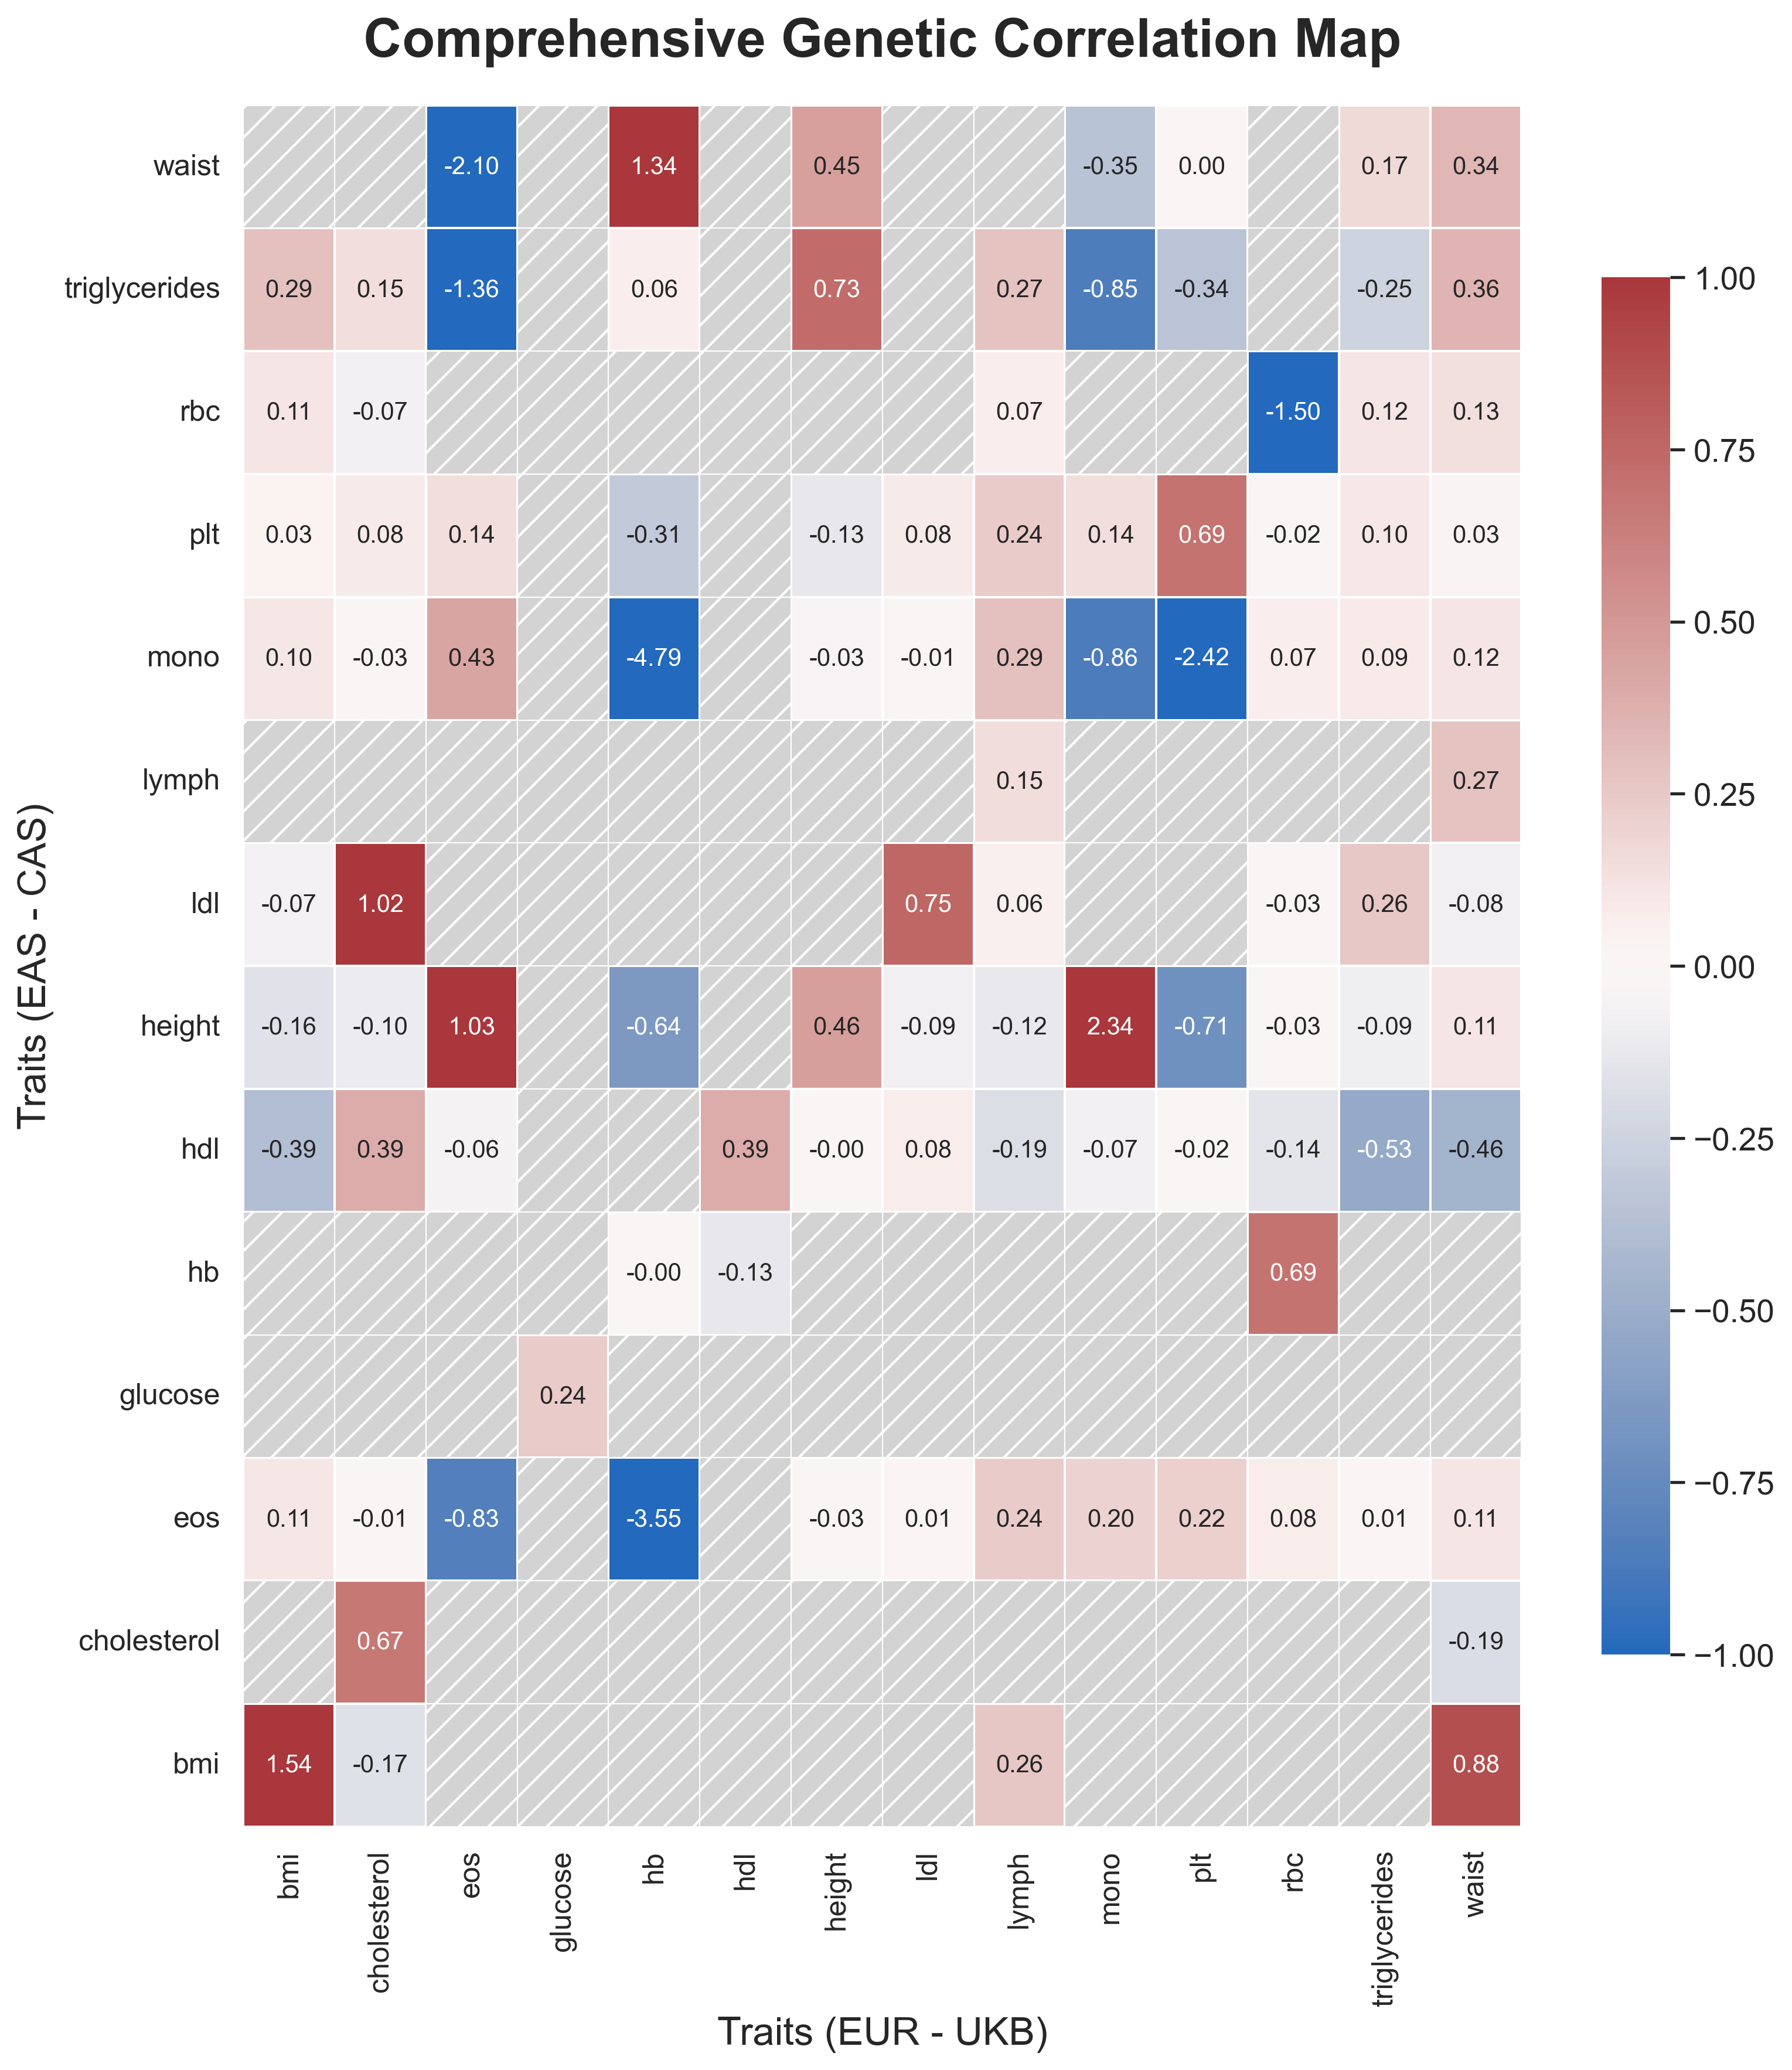 Comprehensive Genetic Correlation Map
waist -2.10 1.34 0.45 -0.35 0.00 0.17 0.34
triglycerides 0.29 0.15 -1.36 0.06 0.73 0.27 -0.85 -0.34 -0.25 0.36
rbc 0.11 -0.07 0.07 -1.50 0.12 0.13
plt 0.03 0.08 0.14 -0.31 -0.13 0.08 0.24 0.14 0.69 -0.02 0.10 0.03
mono 0.10 -0.03 0.43 -4.79 -0.03 -0.01 0.29 -0.86 -2.42 0.07 0.09 0.12
lymph 0.15 0.27
ldl -0.07 1.02 0.75 0.06 -0.03 0.26 -0.08
height -0.16 -0.10 1.03 -0.64 0.46 -0.09 -0.12 2.34 -0.71 -0.03 -0.09 0.11
hdl -0.39 0.39 -0.06 0.39 -0.00 0.08 -0.19 -0.07 -0.02 -0.14 -0.53 -0.46
hb -0.00 -0.13 0.69
glucose 0.24
eos 0.11 -0.01 -0.83 -3.55 -0.03 0.01 0.24 0.20 0.22 0.08 0.01 0.11
cholesterol 0.67 -0.19
bmi 1.54 -0.17 0.26 0.88
bmi cholesterol eos glucose hb hdl height ldl lymph mono plt rbc triglycerides waist
Traits (EUR - UKB)
Traits (EAS - CAS)
1.00
0.75
0.50
0.25
0.00
−0.25
−0.50
−0.75
−1.00